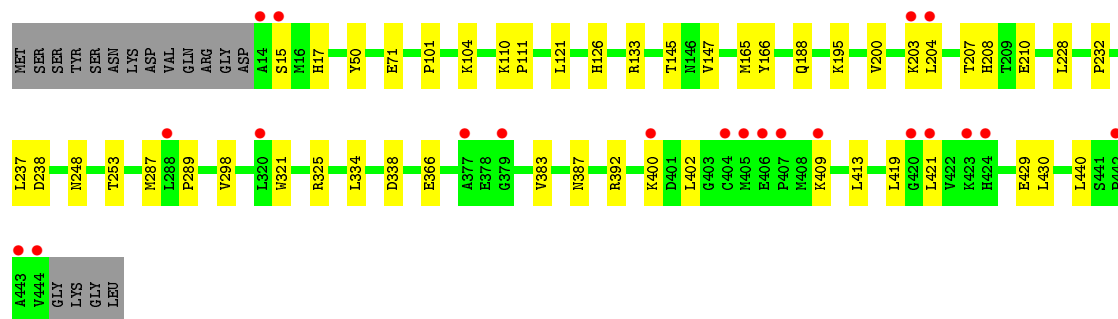 MET SER SER TYR SER ASN LYS ASP VAL GLN ARG GLY ASP A14 S15 M16 H17 Y50 E71 P101 K104 K110 P111 L121 H126 R133 T145 N146 V147 M165 Y166 Q188 K195 V200 K203 L204 T207 H208 T209 E210 L228 P232
L237 D238 N248 T253 M287 L288 P289 V298 L320 W321 R325 L334 D338 E366 A377 E378 G379 V383 N387 R392 K400 D401 L402 G403 C404 M405 E406 P407 M408 K409 L413 L419 G420 L421 V422 K423 H424 E429 L430 L440 S441
A443 V444 GLY LYS GLY LEU